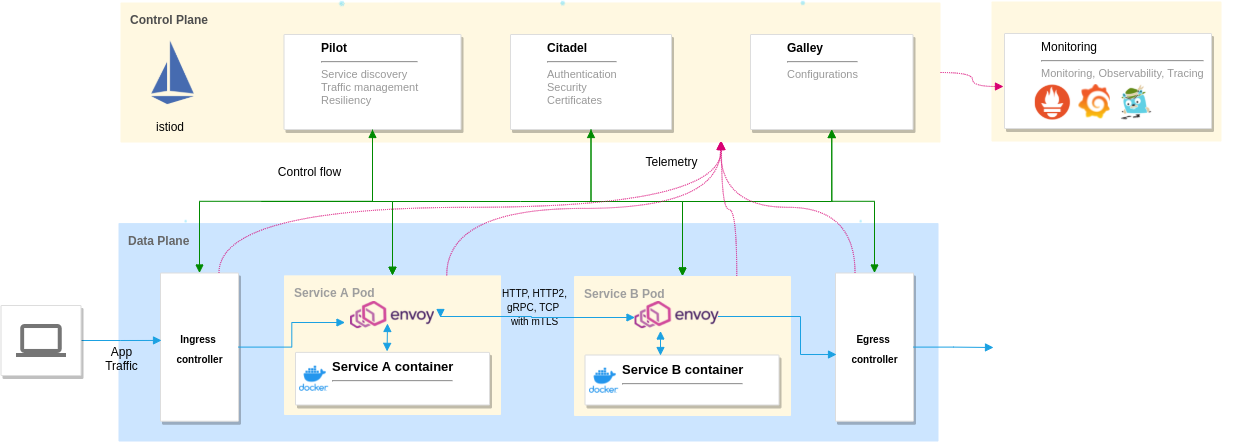 Control Plane
istiod
Pilot
Service discovery
Traffic management
Resiliency
Citadel
Authentication
Security
Certificates
Galley
Configurations
Monitoring
Monitoring, Observability, Tracing
Control flow
Telemetry
Data Plane
App
Traffic
Ingress
controller
Service A Pod
envoy
docker
Service A container
HTTP, HTTP2,
gRPC, TCP
with mTLS
Service B Pod
envoy
docker
Service B container
Egress
controller